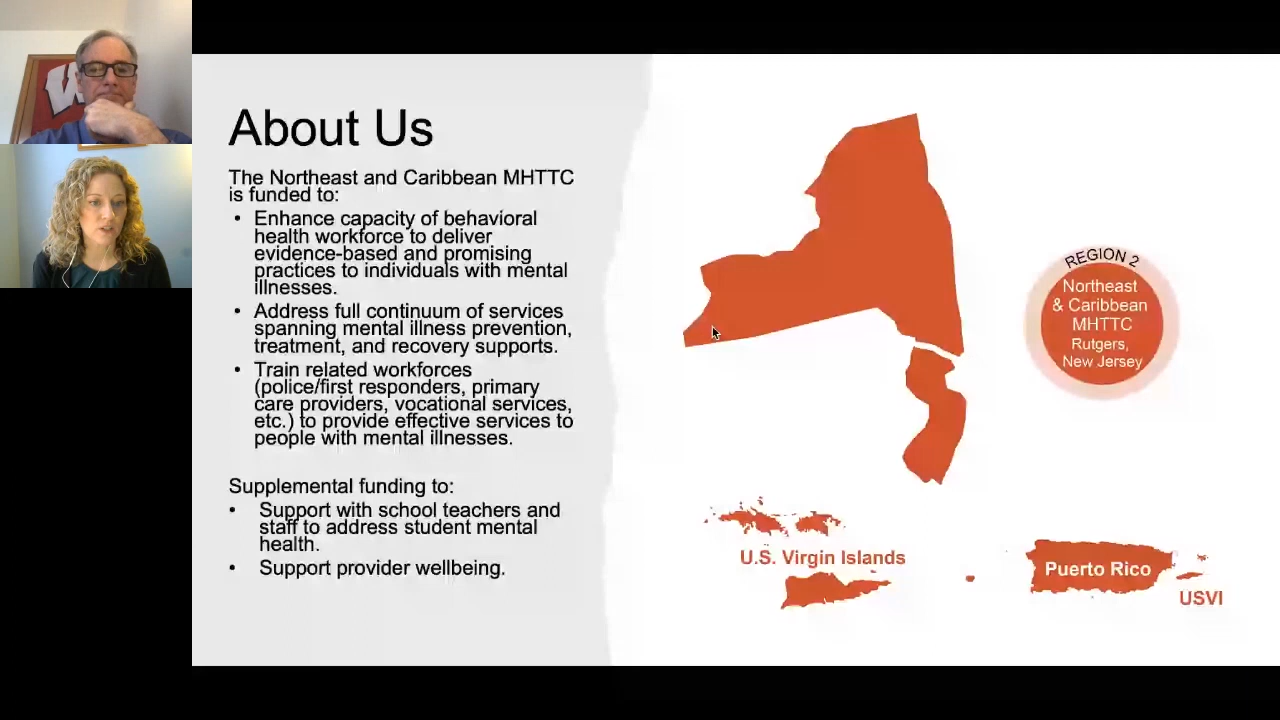 About Us
The Northeast and Caribbean MHTTC
is funded to:
• Enhance capacity of behavioral
health workforce to deliver
evidence-based and promising
practices to individuals with mental
illnesses.
• Address full continuum of services
spanning mental illness prevention,
treatment, and recovery supports.
• Train related workforces
(police/first responders, primary
care providers, vocational services,
etc.) to provide effective services to
people with mental illnesses.
Supplemental funding to:
• Support with school teachers and
staff to address student mental
health.
• Support provider wellbeing.
REGION 2
Northeast
& Caribbean
MHTTC
Rutgers,
New Jersey
U.S. Virgin Islands
Puerto Rico
USVI
W